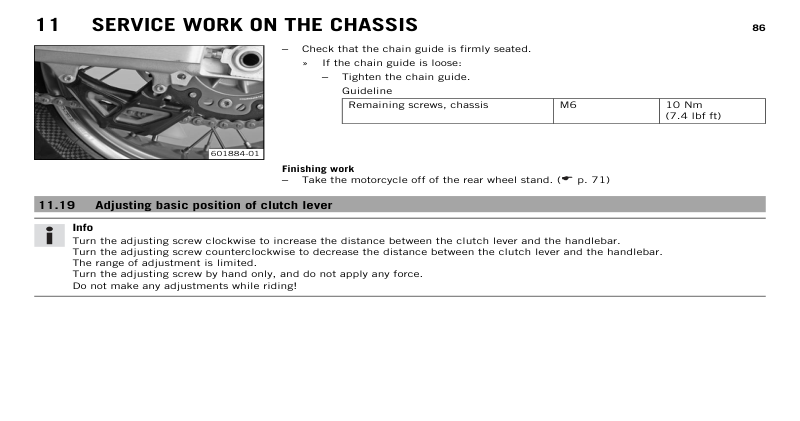 11 SERVICE WORK ON THE CHASSIS 86
– Check that the chain guide is firmly seated.
» If the chain guide is loose:
– Tighten the chain guide.
Guideline
Remaining screws, chassis M6 10 Nm
(7.4 lbf ft)
601884-01
Finishing work
– Take the motorcycle off of the rear wheel stand. (☛ p. 71)
11.19 Adjusting basic position of clutch lever
i Info
Turn the adjusting screw clockwise to increase the distance between the clutch lever and the handlebar.
Turn the adjusting screw counterclockwise to decrease the distance between the clutch lever and the handlebar.
The range of adjustment is limited.
Turn the adjusting screw by hand only, and do not apply any force.
Do not make any adjustments while riding!